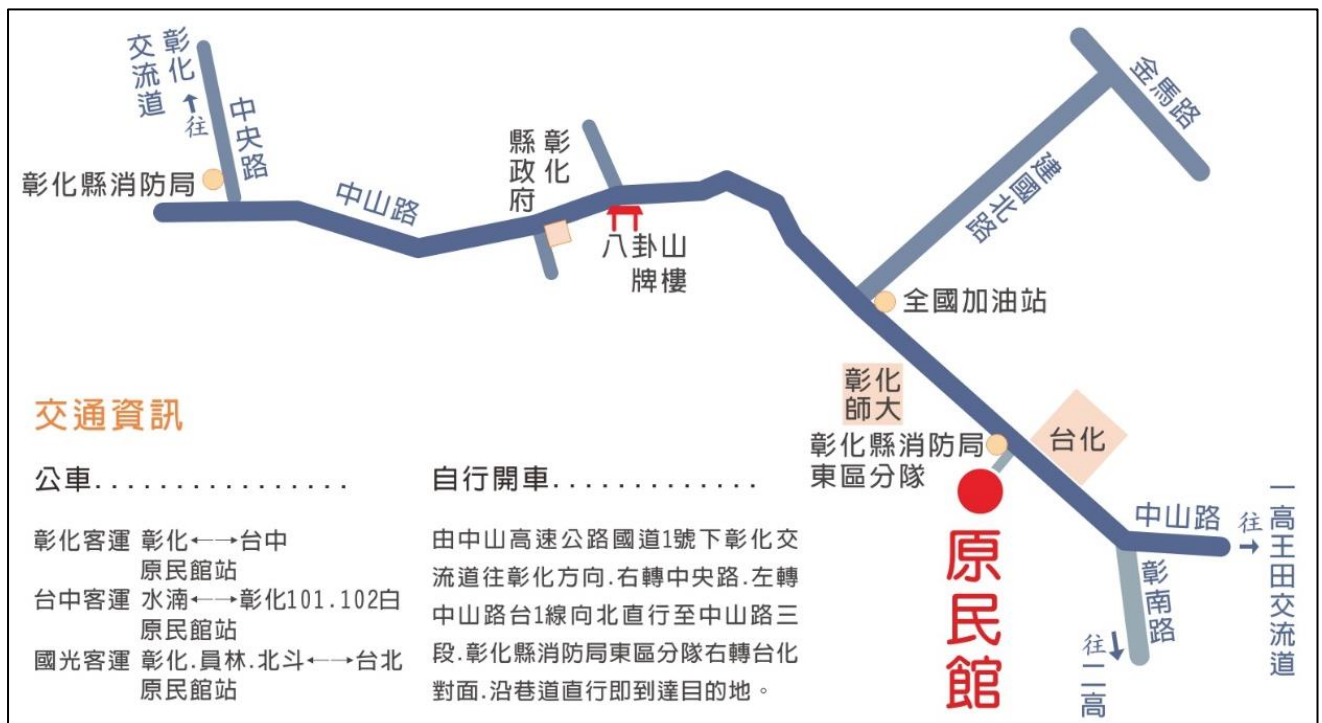 彰化
交流道
往
中央路
彰化縣消防局
中山路
彰化
縣政府
八卦山
牌樓
金馬路
建國北路
全國加油站
彰化
師大
彰化縣消防局
東區分隊
台化
原民館
中山路
往
一高王田交流道
彰南路
往
二高
交通資訊
公車................
彰化客運 彰化←→台中
原民館站
台中客運 水湳←→彰化101.102白
原民館站
國光客運 彰化.員林.北斗←→台北
原民館站
自行開車.............
由中山高速公路國道1號下彰化交
流道往彰化方向.右轉中央路.左轉
中山路台1線向北直行至中山路三
段.彰化縣消防局東區分隊右轉台化
對面.沿巷道直行即到達目的地。